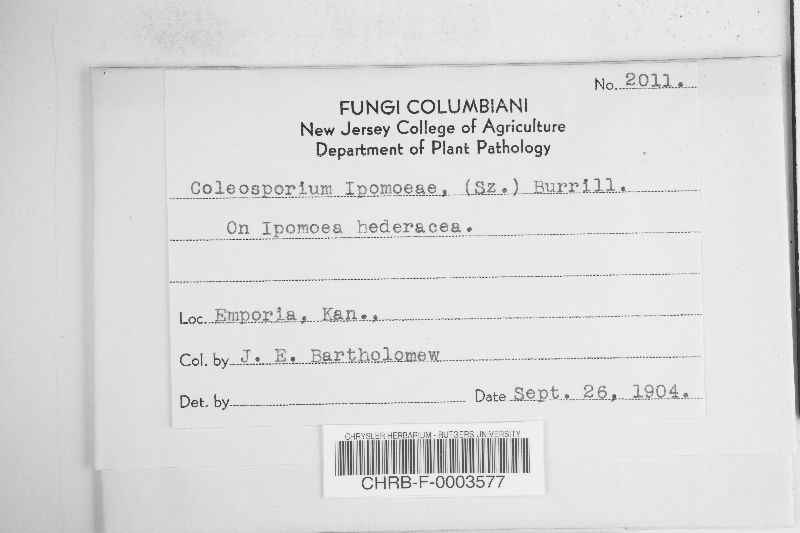 No. 2011.
FUNGI COLUMBIANI
New Jersey College of Agriculture
Department of Plant Pathology
Coleosporium Ipomoeae, (Sz.) Burrill.
On Ipomoea hederacea.
Loc. Emporia, Kan.,
Col. by J. E. Bartholomew
Det. by
Date Sept. 26, 1904.
CHRYSLER HERBARIUM - RUTGERS UNIVERSITY
CHRB-F-0003577